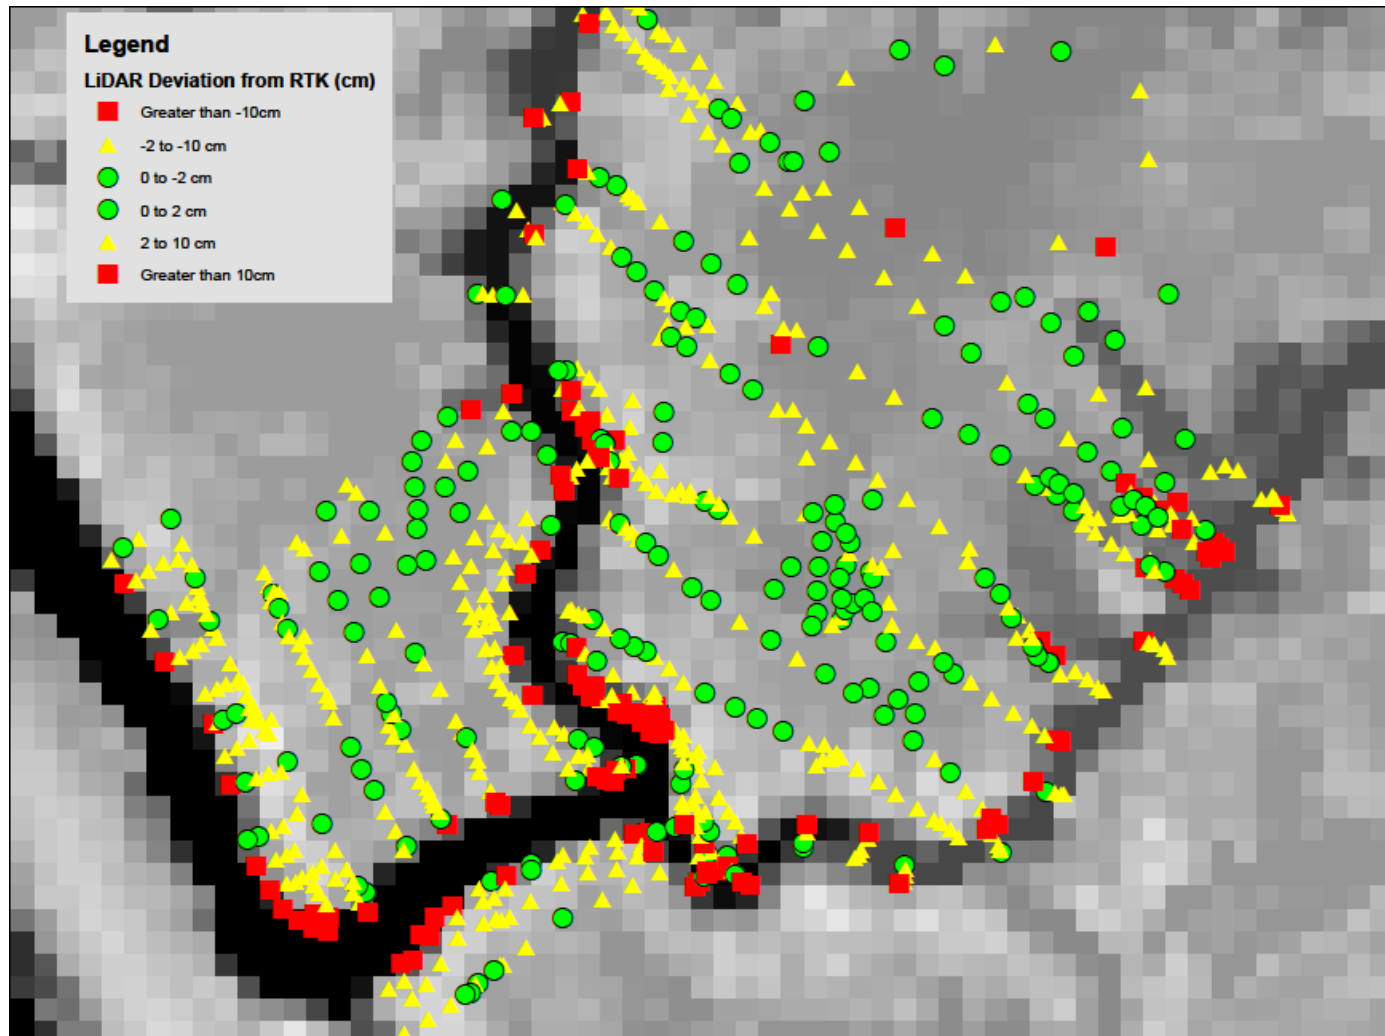 Legend
LiDAR Deviation from RTK (cm)
Greater than -10cm
-2 to -10 cm
0 to -2 cm
0 to 2 cm
2 to 10 cm
Greater than 10cm